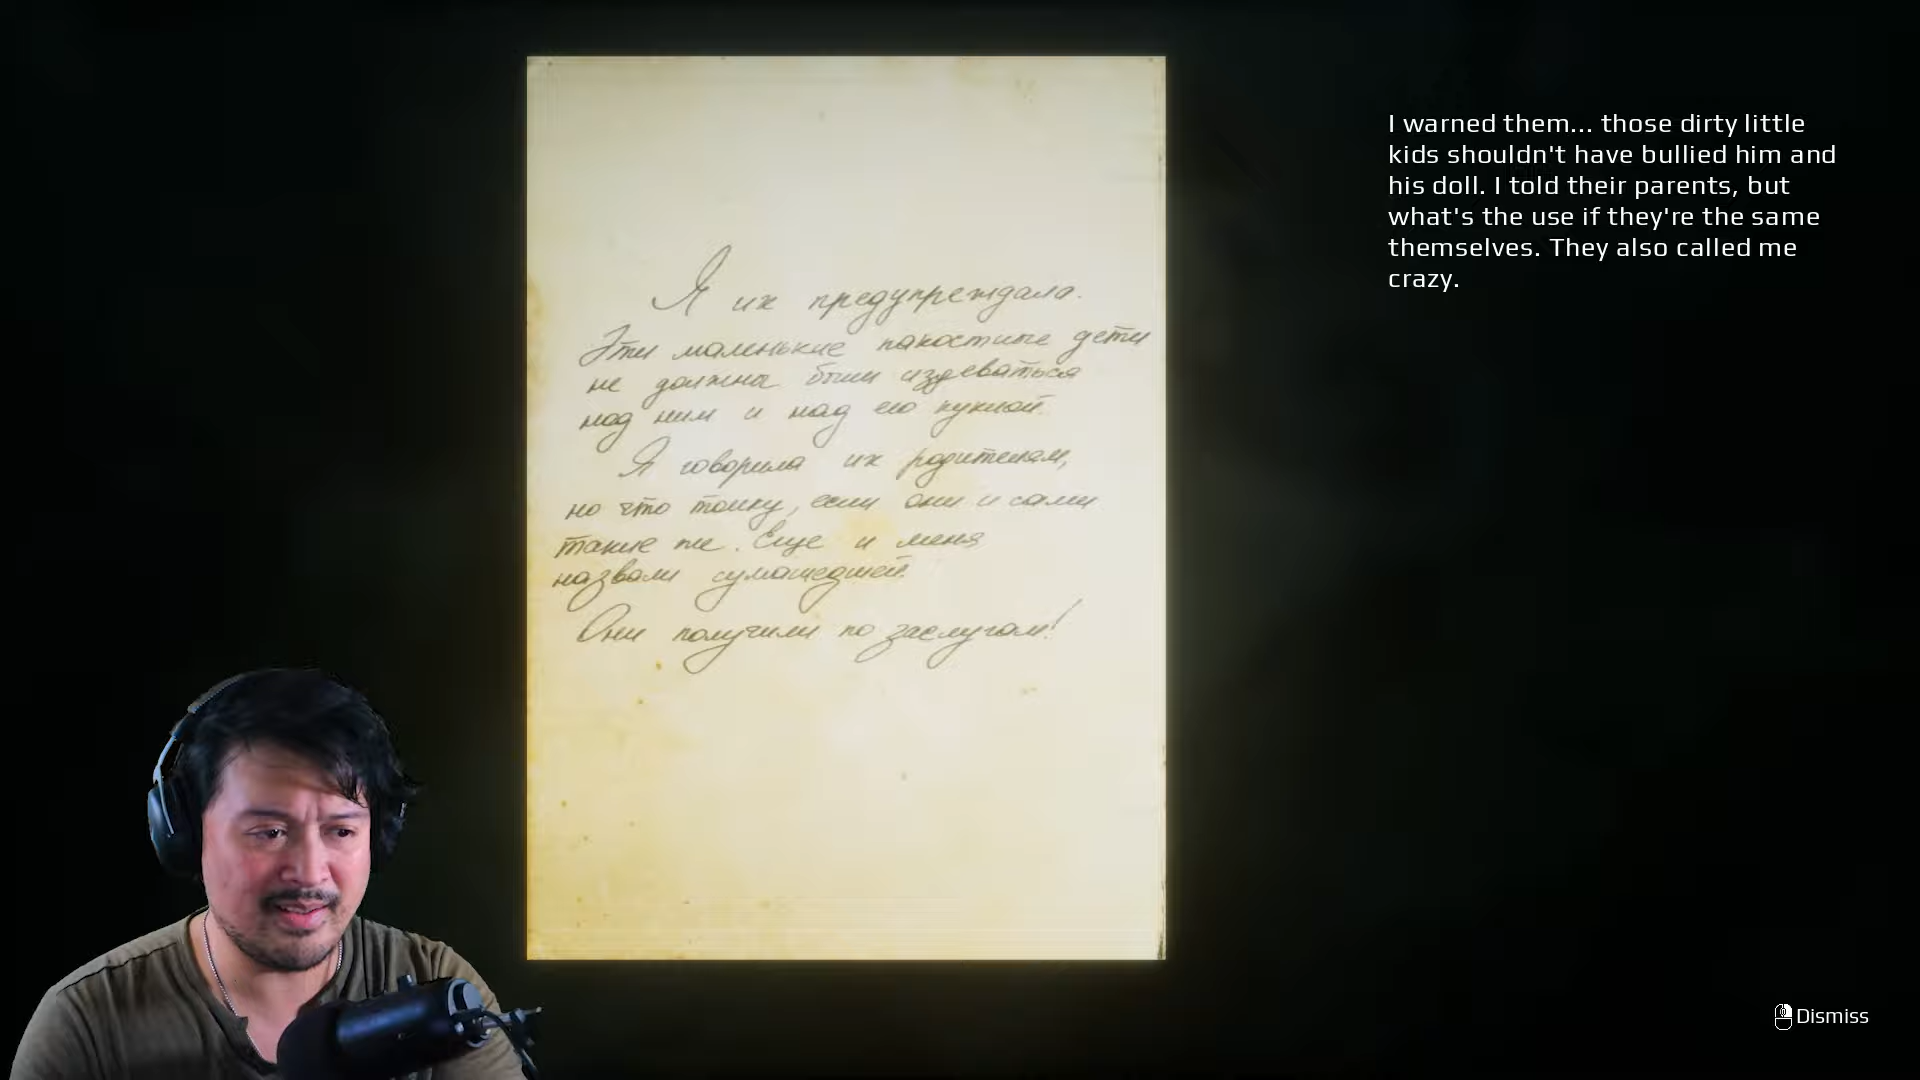 Я их предупреждала.
Эти маленькие пакостные дети
не должны были издеваться
над ним и над его куклой.
Я говорила их родителям,
но что толку, если они и сами
такие же. Еще и меня
назвали сумашедшей.
Они получили по заслугам!
I warned them... those dirty little
kids shouldn't have bullied him and
his doll. I told their parents, but
what's the use if they're the same
themselves. They also called me
crazy.
Dismiss